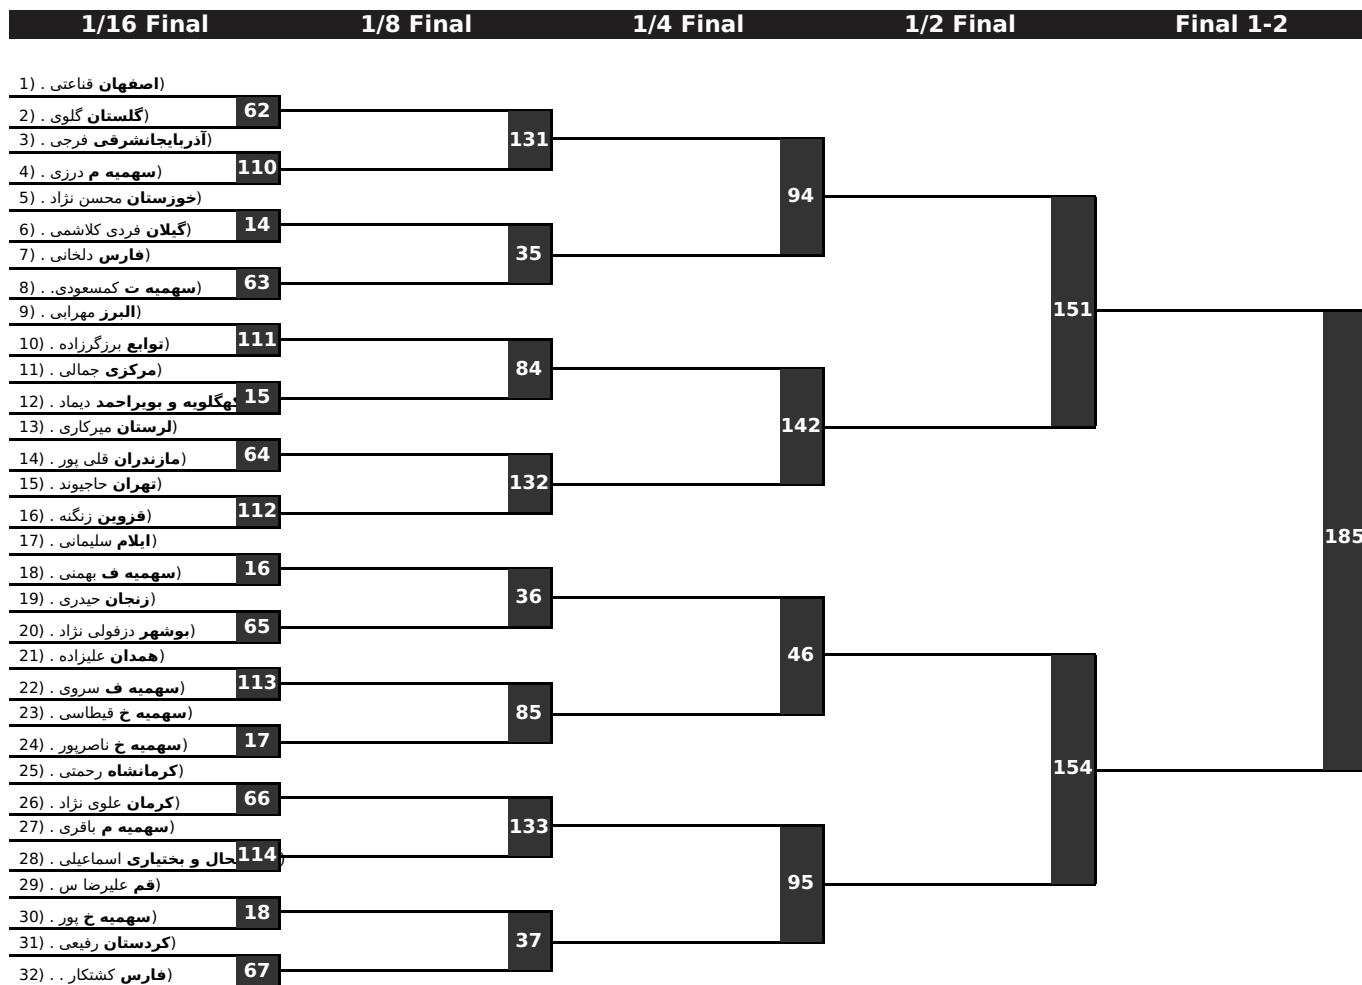 1/16 Final 1/8 Final 1/4 Final 1/2 Final Final 1-2
1) . قناعتی اصفهان)
62
2) . گلوی گلستان)
131
3) . فرجی آذربایجانشرقی)
110
4) . درزی سهمیه م)
94
5) . محسن نژاد خوزستان)
14
6) . فردی کلاشمی گیلان)
35
7) . دلخانی فارس)
63
8) . .کمسعودی سهمیه ت)
151
9) . مهرابی البرز)
111
10) . برزگرزاده توابع)
84
11) . جمالی مرکزی)
15
12) . دیماد کهگلویه و بویراحمد
142
13) . میرکاری لرستان)
64
14) . قلی پور مازندران)
132
15) . حاجیوند تهران)
112
16) . زنگنه قزوین)
185
17) . سلیمانی ایلام)
16
18) . بهمنی سهمیه ف)
36
19) . حیدری زنجان)
65
20) . دزفولی نژاد بوشهر)
46
21) . علیزاده همدان)
113
22) . سروی سهمیه ف)
85
23) . قیطاسی سهمیه خ)
17
24) . ناصرپور سهمیه خ)
154
25) . رحمتی کرمانشاه)
66
26) . علوی نژاد کرمان)
133
27) . باقری سهمیه م)
114
28) . اسماعیلی حال و بختیاری)
95
29) . علیرضا س قم)
18
30) . پور سهمیه خ)
37
31) . رفیعی کردستان)
67
32) . . کشتکار فارس)